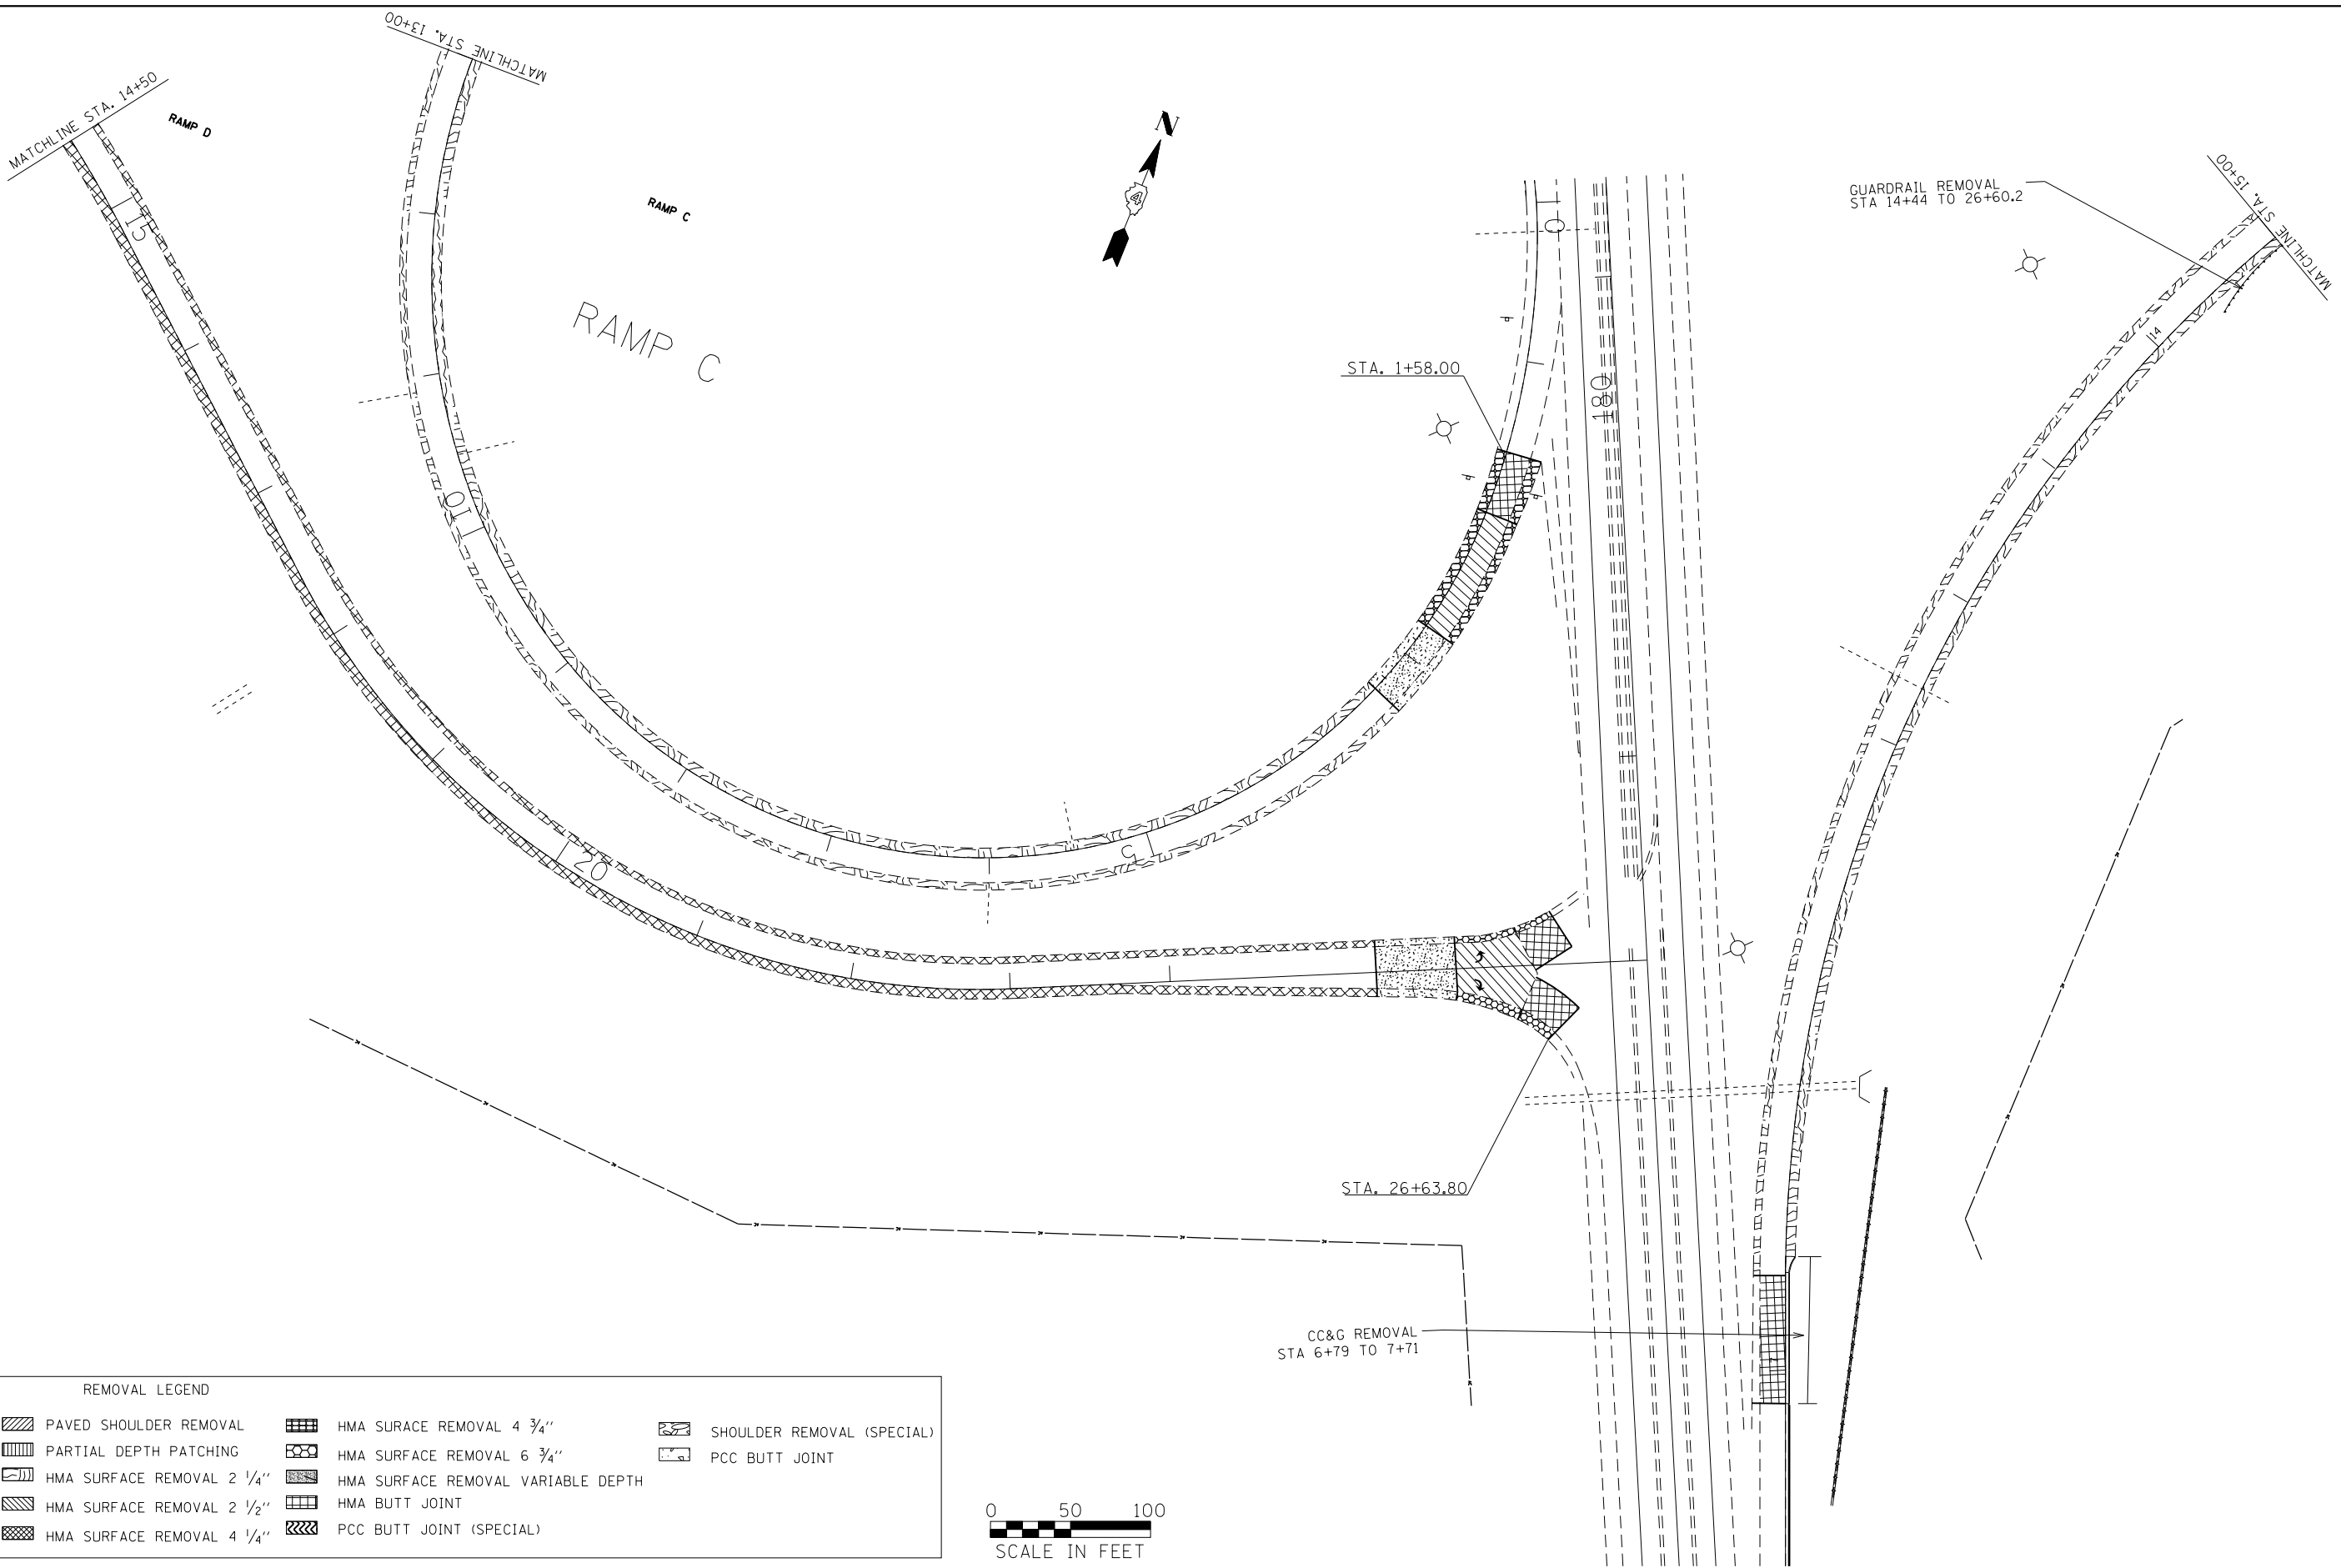 MATCHLINE STA. 13+00
MATCHLINE STA. 14+50
RAMP D
RAMP C
N
4
GUARDRAIL REMOVAL
STA 14+44 TO 26+60.2
MATCHLINE STA. 15+00
15
0
RAMP C
14
STA. 1+58.00
180
10
5
20
STA. 26+63.80
CC&G REMOVAL
STA 6+79 TO 7+71
7
REMOVAL LEGEND
PAVED SHOULDER REMOVAL
PARTIAL DEPTH PATCHING
HMA SURFACE REMOVAL 2 1/4''
HMA SURFACE REMOVAL 2 1/2''
HMA SURFACE REMOVAL 4 1/4''
HMA SURACE REMOVAL 4 3/4''
HMA SURFACE REMOVAL 6 3/4''
HMA SURFACE REMOVAL VARIABLE DEPTH
HMA BUTT JOINT
PCC BUTT JOINT (SPECIAL)
SHOULDER REMOVAL (SPECIAL)
PCC BUTT JOINT
0 50 100
SCALE IN FEET